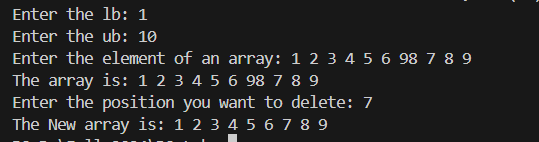 Enter the lb: 1
Enter the ub: 10
Enter the element of an array: 1 2 3 4 5 6 98 7 8 9
The array is: 1 2 3 4 5 6 98 7 8 9
Enter the position you want to delete: 7
The New array is: 1 2 3 4 5 6 7 8 9